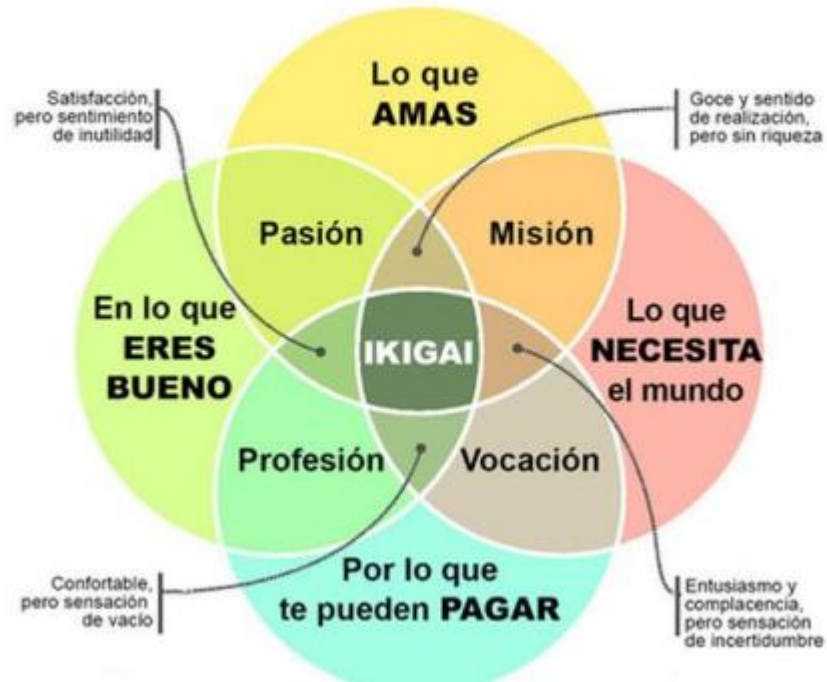 Lo que
AMAS
Satisfacción,
pero sentimiento
de inutilidad
Goce y sentido
de realización,
pero sin riqueza
Pasión
Misión
En lo que
ERES
BUENO
IKIGAI
Lo que
NECESITA
el mundo
Profesión
Vocación
Confortable,
pero sensación
de vacío
Por lo que
te pueden PAGAR
Entusiasmo y
complacencia,
pero sensación
de incertidumbre